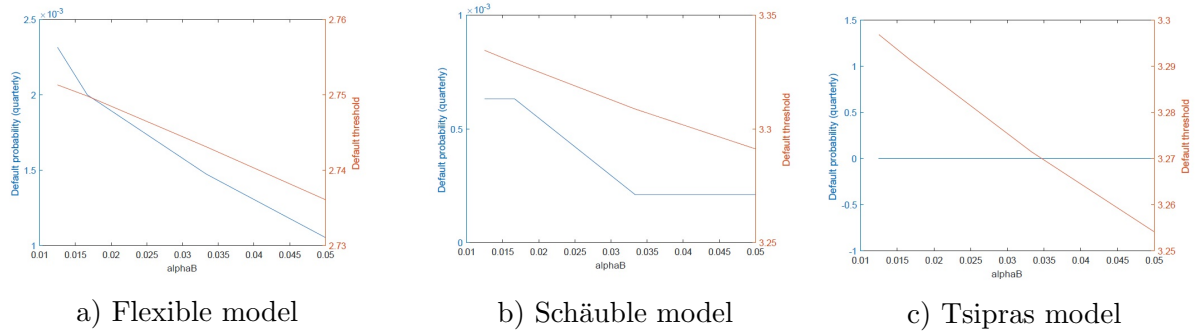 ×10⁻³
2.5
2
1.5
1
Default probability (quarterly)
2.76
2.75
2.74
2.73
Default threshold
0.01 0.015 0.02 0.025 0.03 0.035 0.04 0.045 0.05
alphaB
a) Flexible model
×10⁻³
1
0.5
0
Default probability (quarterly)
3.35
3.3
3.25
Default threshold
0.01 0.015 0.02 0.025 0.03 0.035 0.04 0.045 0.05
alphaB
b) Schäuble model
1.5
1
0.5
0
-0.5
-1
Default probability (quarterly)
3.3
3.29
3.28
3.27
3.26
3.25
Default threshold
0.01 0.015 0.02 0.025 0.03 0.035 0.04 0.045 0.05
alphaB
c) Tsipras model